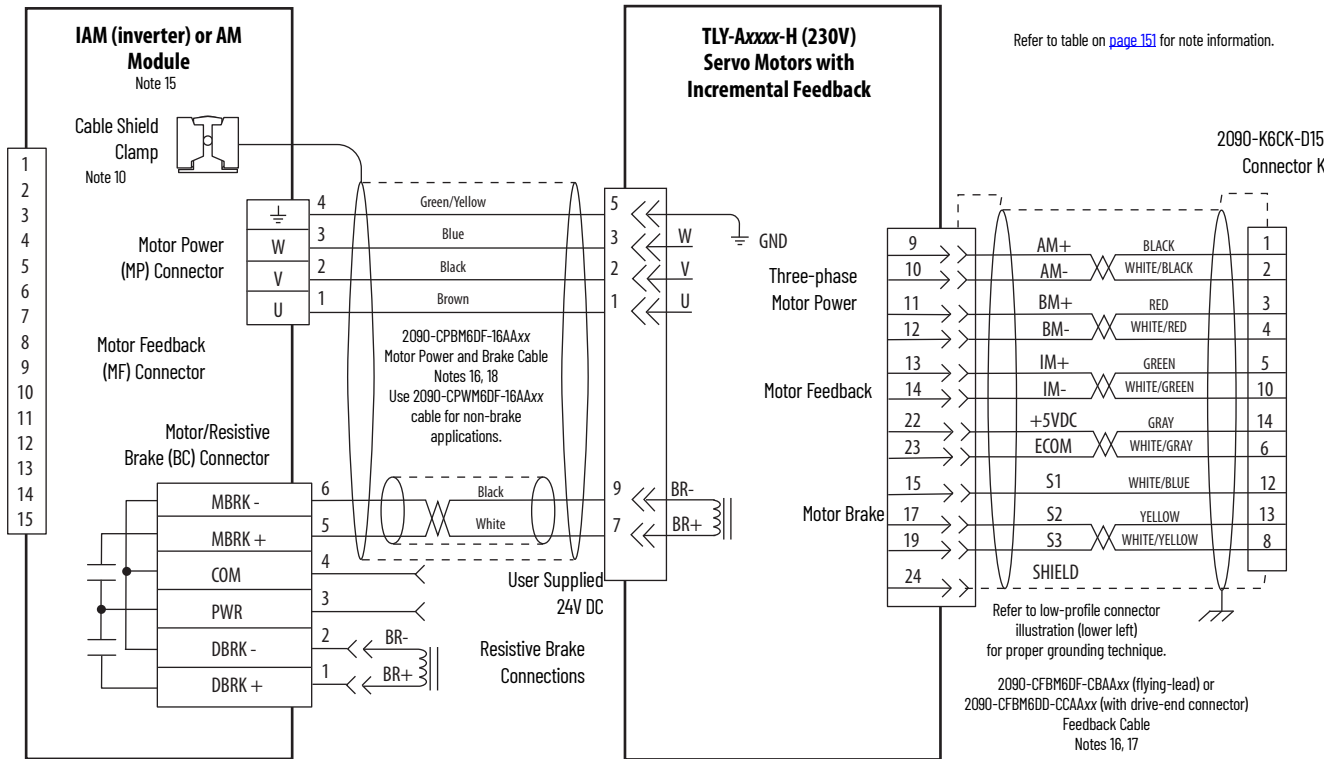 IAM (inverter) or AM
Module
Note 15
Cable Shield
Clamp
Note 10
1
2
3
4
5
6
7
8
9
10
11
12
13
14
15
Motor Power
(MP) Connector
W
V
U
4
3
2
1
Green/Yellow
Blue
Black
Brown
Motor Feedback
(MF) Connector
2090-CPBM6DF-16AAxx
Motor Power and Brake Cable
Notes 16, 18
Use 2090-CPWM6DF-16AAxx
cable for non-brake
applications.
Motor/Resistive
Brake (BC) Connector
MBRK -
MBRK +
COM
PWR
DBRK -
DBRK +
6
5
4
3
2
1
Black
White
User Supplied
24V DC
BR-
BR+
Resistive Brake
Connections
TLY-Axxxx-H (230V)
Servo Motors with
Incremental Feedback
5
3
2
1
9
7
W
V
U
GND
Three-phase
Motor Power
Motor Feedback
BR-
BR+
Motor Brake
Refer to table on page 151 for note information.
2090-K6CK-D15
Connector K
9 AM+ BLACK 1
10 AM- WHITE/BLACK 2
11 BM+ RED 3
12 BM- WHITE/RED 4
13 IM+ GREEN 5
14 IM- WHITE/GREEN 10
22 +5VDC GRAY 14
23 ECOM WHITE/GRAY 6
15 S1 WHITE/BLUE 12
17 S2 YELLOW 13
19 S3 WHITE/YELLOW 8
24 SHIELD
Refer to low-profile connector
illustration (lower left)
for proper grounding technique.
2090-CFBM6DF-CBAAxx (flying-lead) or
2090-CFBM6DD-CCAAxx (with drive-end connector)
Feedback Cable
Notes 16, 17